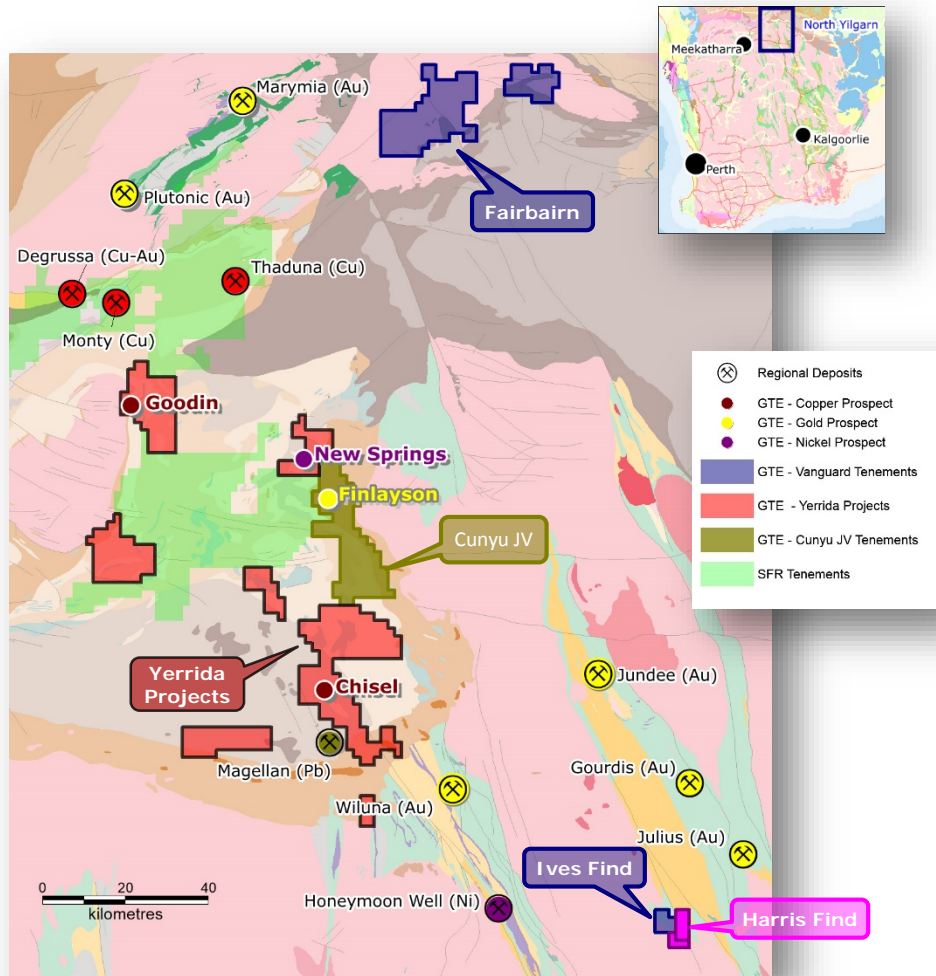 North Yilgarn
Meekatharra
Kalgoorlie
Perth
Marymia (Au)
Plutonic (Au)
Fairbairn
Degrussa (Cu-Au)
Thaduna (Cu)
Monty (Cu)
Regional Deposits
GTE - Copper Prospect
GTE - Gold Prospect
GTE - Nickel Prospect
GTE - Vanguard Tenements
GTE - Yerrida Projects
GTE - Cunyu JV Tenements
SFR Tenements
Goodin
New Springs
Finlayson
Cunyu JV
Yerrida
Projects
Chisel
Jundee (Au)
Magellan (Pb)
Gourdis (Au)
Wiluna (Au)
Julius (Au)
Ives Find
Harris Find
Honeymoon Well (Ni)
0 20 40
kilometres